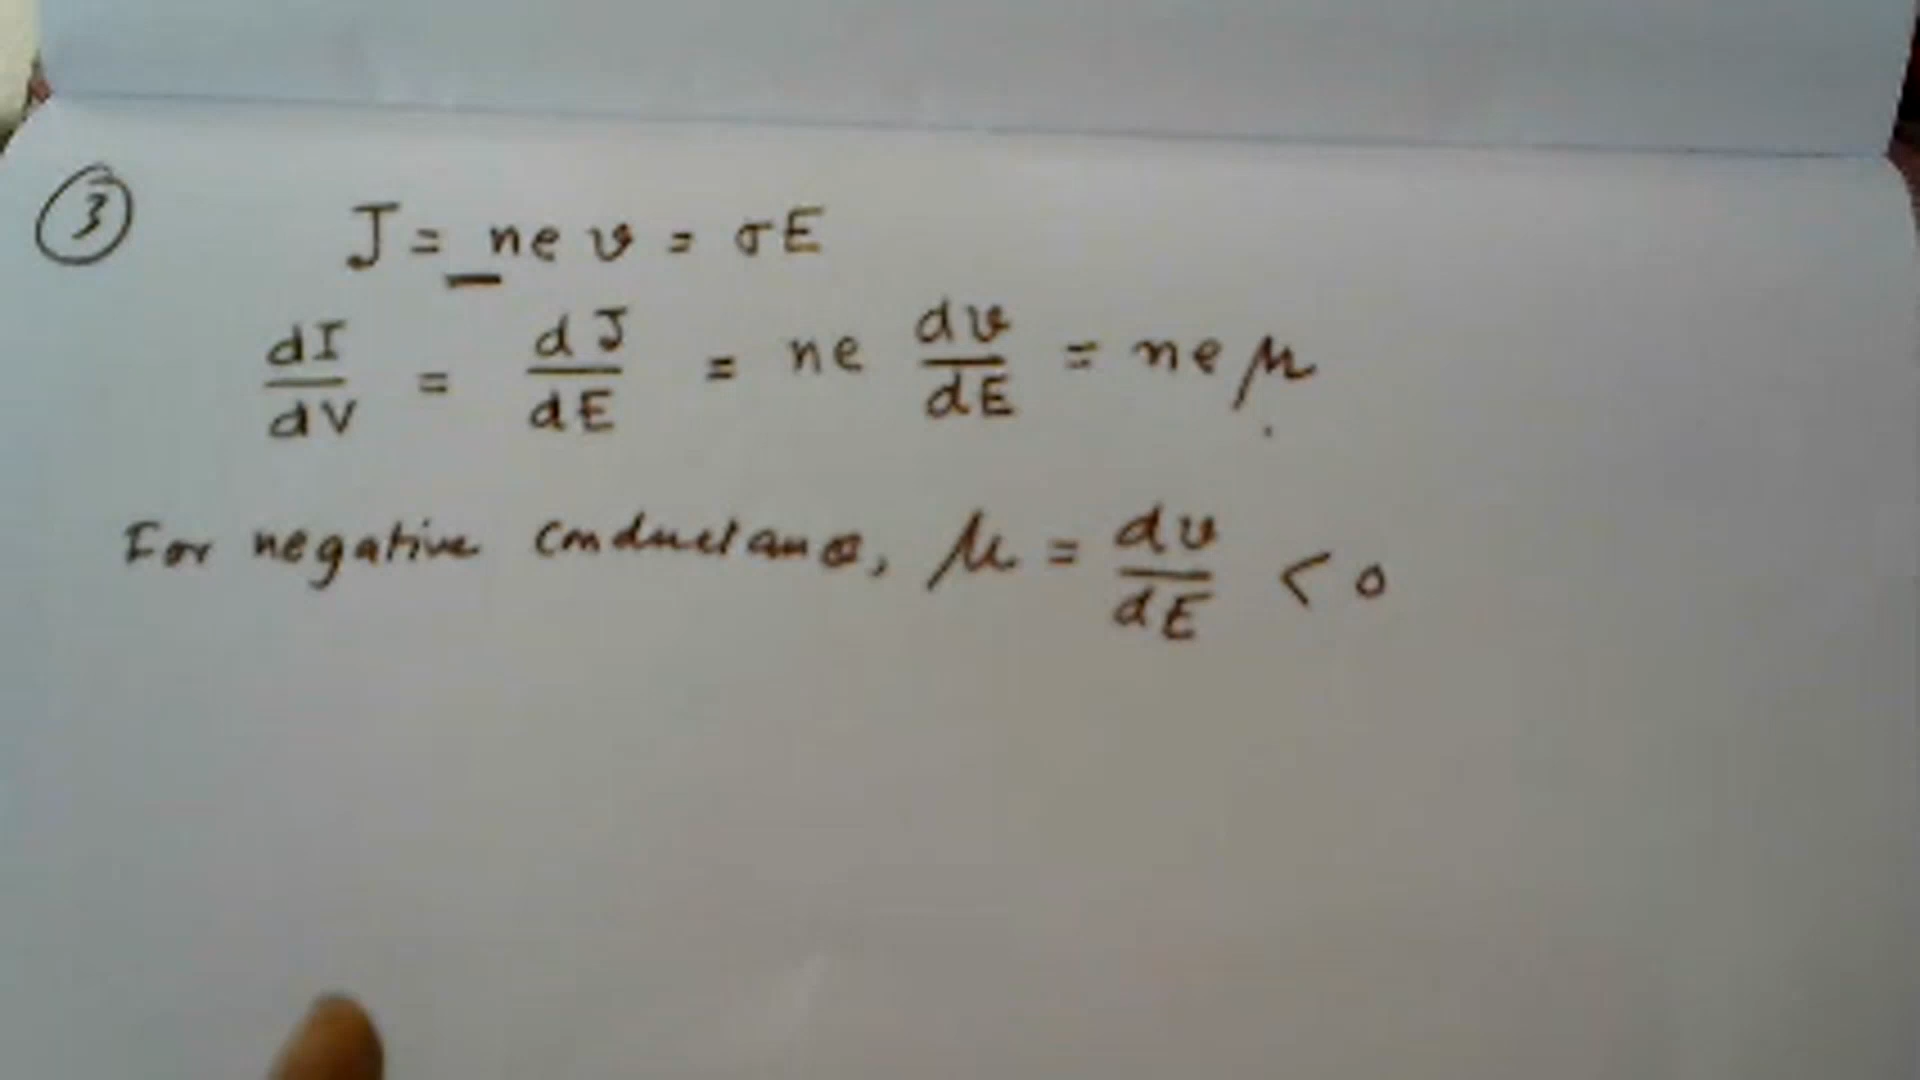 ③ J = ne v = σE
dI/dV = dJ/dE = ne dv/dE = ne μ
For negative conductance, μ = dv/dE < 0